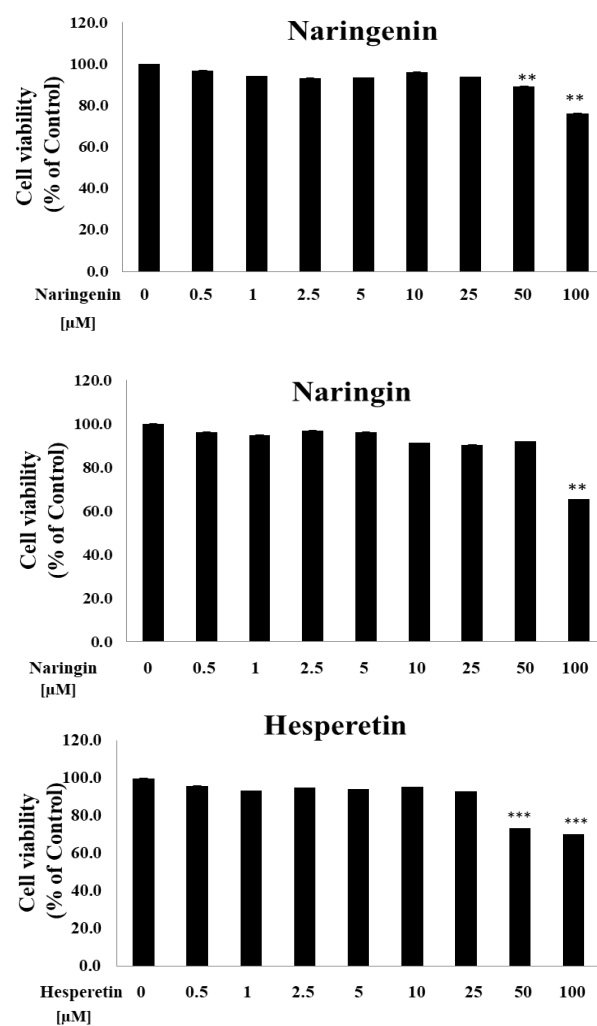 Naringenin
Cell viability
(% of Control)
120.0
100.0
80.0
60.0
40.0
20.0
0.0
** **
Naringenin 0 0.5 1 2.5 5 10 25 50 100
[µM]
Naringin
Cell viability
(% of Control)
120.0
100.0
80.0
60.0
40.0
20.0
0.0
**
Naringin 0 0.5 1 2.5 5 10 25 50 100
[µM]
Hesperetin
Cell viability
(% of Control)
120.0
100.0
80.0
60.0
40.0
20.0
0.0
*** ***
Hesperetin 0 0.5 1 2.5 5 10 25 50 100
[µM]